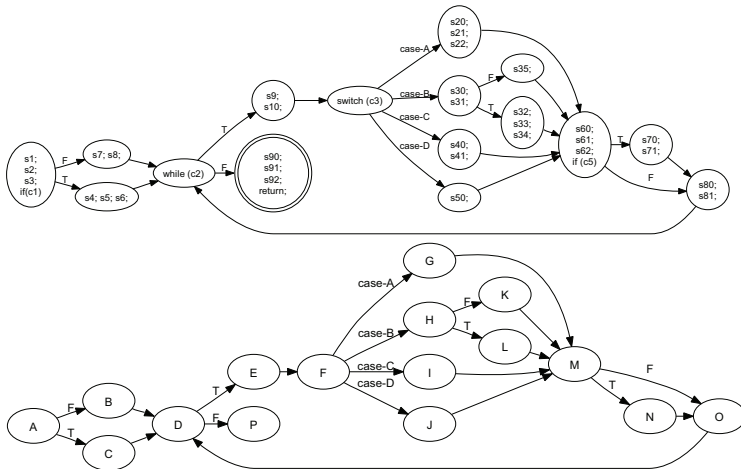 s1;
s2;
s3;
if(c1)
F
T
s7; s8;
s4; s5; s6;
while (c2)
T
F
s9;
s10;
s90;
s91;
s92;
return;
switch (c3)
case-A
case-B
case-C
case-D
s20;
s21;
s22;
s30;
s31;
F
T
s35;
s32;
s33;
s34;
s40;
s41;
s50;
s60;
s61;
s62;
if (c5)
T
F
s70;
s71;
s80;
s81;
A
F
T
B
C
D
T
F
E
P
F
case-A
case-B
case-C
case-D
G
H
I
J
F
T
K
L
M
F
T
N
O